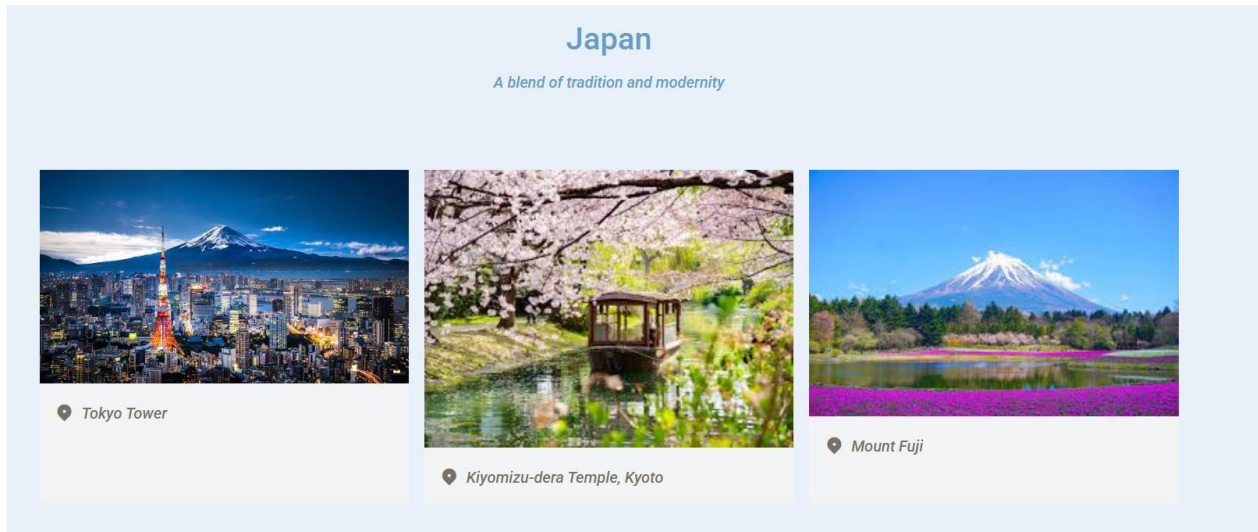 Japan
A blend of tradition and modernity
Tokyo Tower
Kiyomizu-dera Temple, Kyoto
Mount Fuji